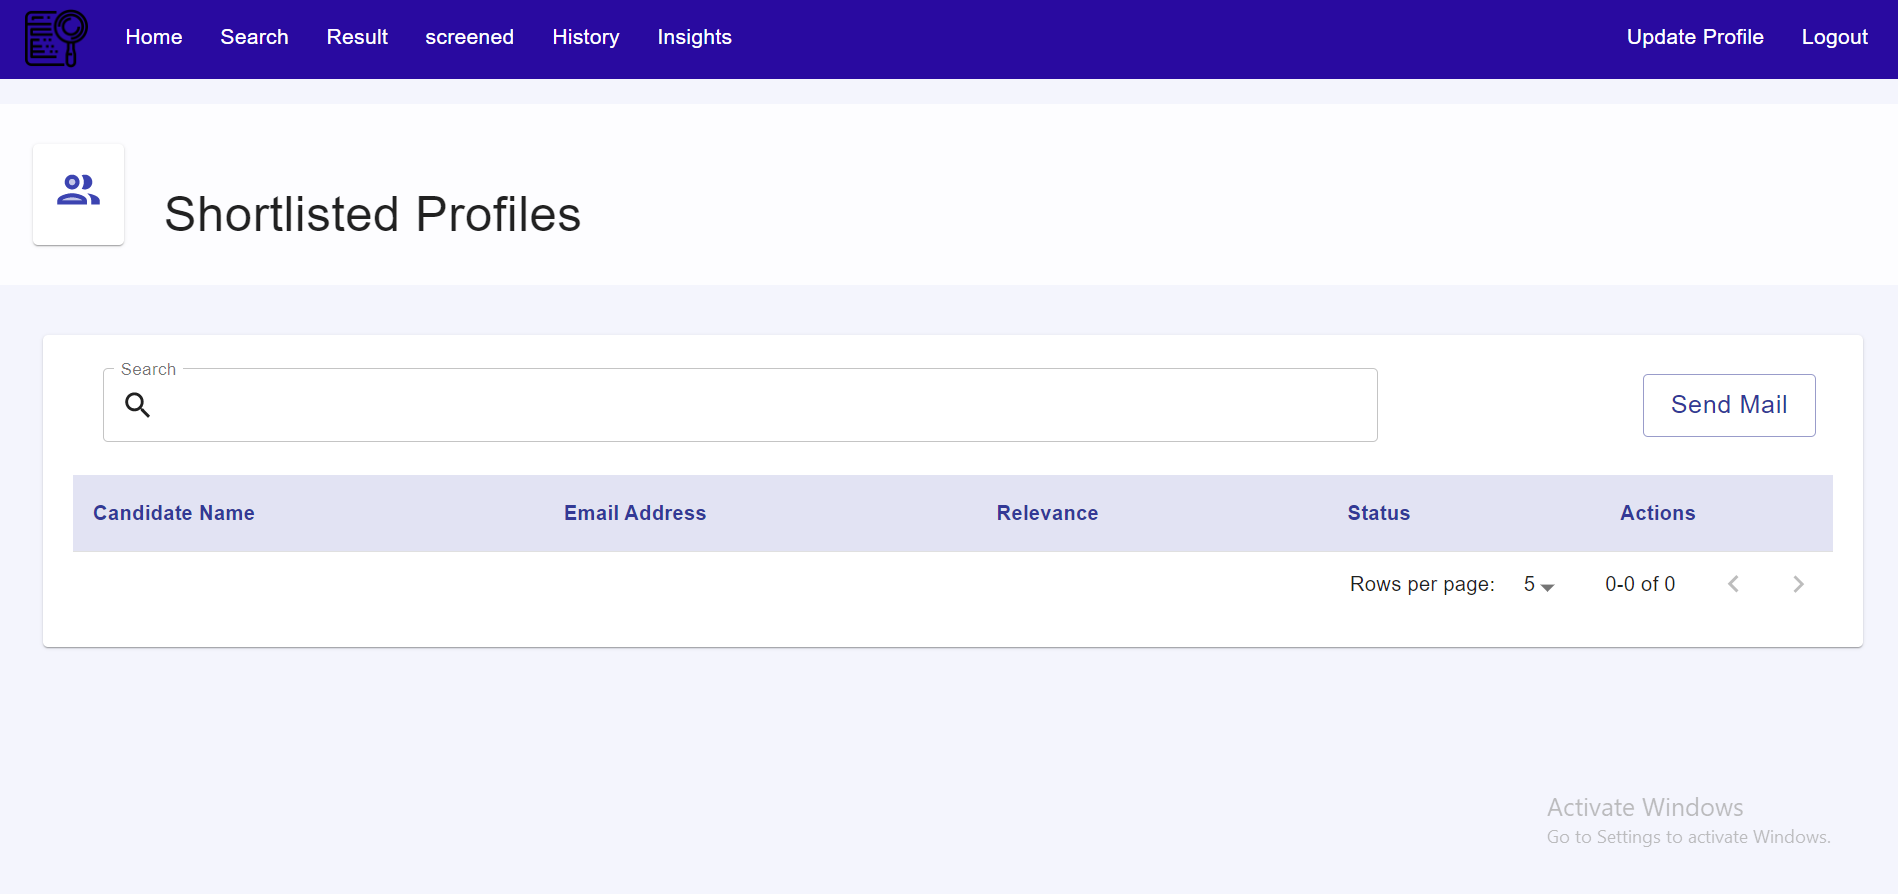 Home Search Result screened History Insights Update Profile Logout
Shortlisted Profiles
Search
Send Mail
Candidate Name Email Address Relevance Status Actions
Rows per page: 5 0-0 of 0
Activate Windows
Go to Settings to activate Windows.